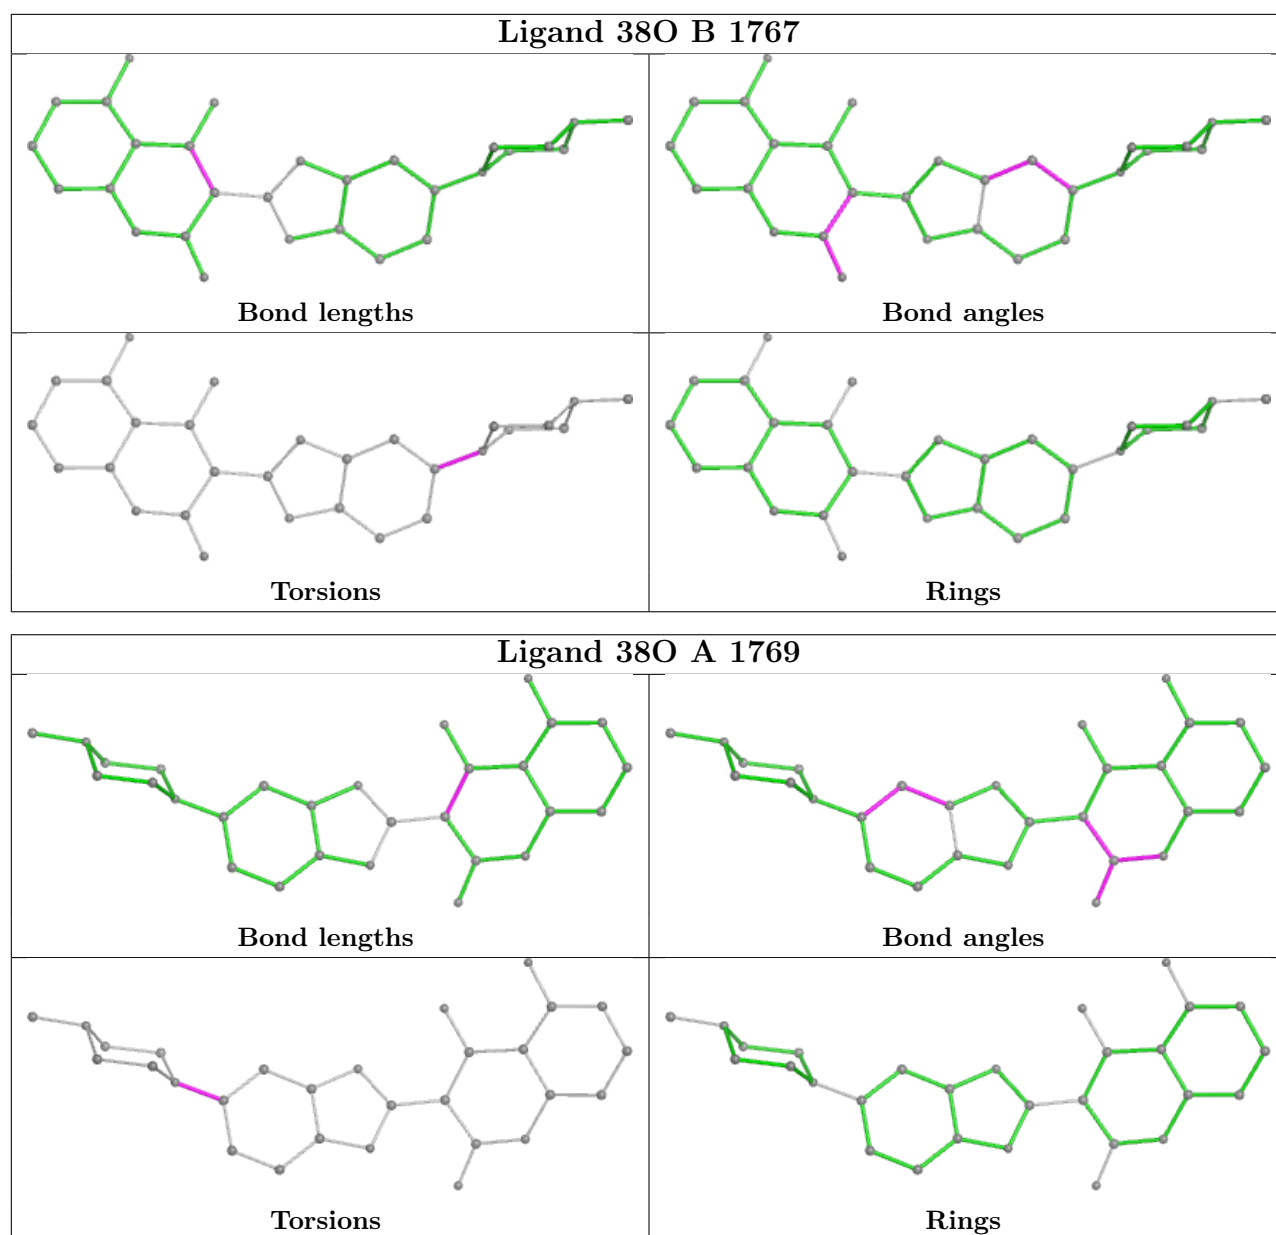 Ligand 38O B 1767
Bond lengths
Bond angles
Torsions
Rings
Ligand 38O A 1769
Bond lengths
Bond angles
Torsions
Rings